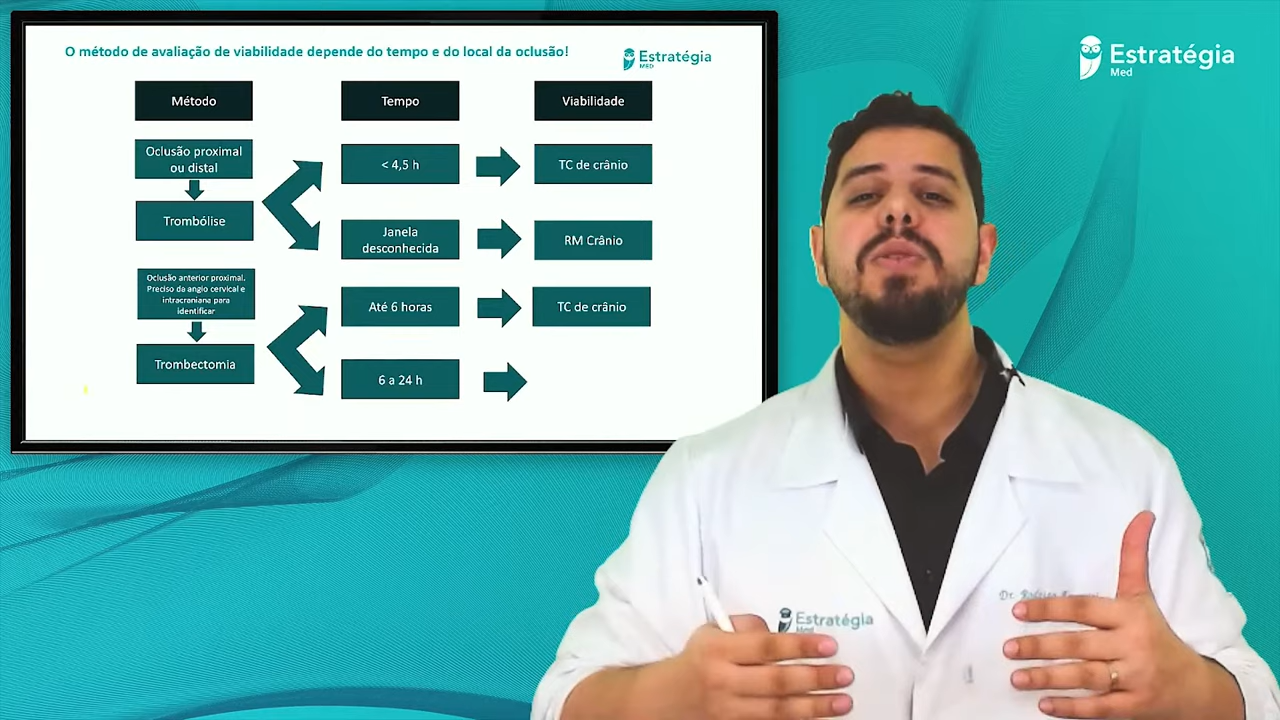 O método de avaliação de viabilidade depende do tempo e do local da oclusão!
Estratégia
MED
Estratégia
Med
Método
Tempo
Viabilidade
Oclusão proximal
ou distal
< 4,5 h
TC de crânio
Trombólise
Janela
desconhecida
RM Crânio
Oclusão anterior proximal.
Preciso da angio cervical e
intracraniana para
identificar
Até 6 horas
TC de crânio
Trombectomia
6 a 24 h
Estratégia
Med
Dr.